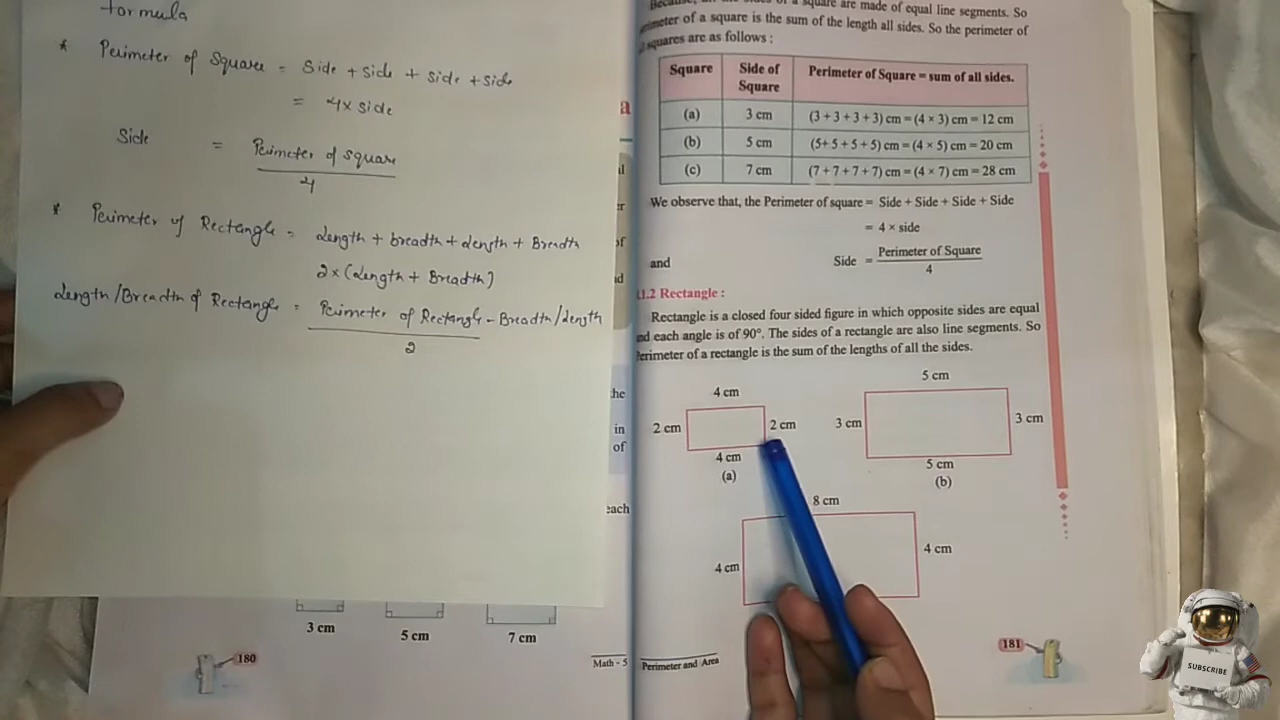 formula
* Perimeter of Square = Side + Side + Side + Side
= 4 × side
Side = Perimeter of square
4
* Perimeter of Rectangle = Length + breadth + Length + Breadth
2 × (Length + Breadth)
Length/Breadth of Rectangle = Perimeter of Rectangle - Breadth/Length
2
3 cm
5 cm
7 cm
180
Math - 5
a
of
the
in
of
each
of a square are made of equal line segments. So
perimeter of a square is the sum of the length all sides. So the perimeter of
squares are as follows :
Square Side of Square Perimeter of Square = sum of all sides.
(a) 3 cm (3 + 3 + 3 + 3) cm = (4 × 3) cm = 12 cm
(b) 5 cm (5+ 5 + 5 + 5) cm = (4 × 5) cm = 20 cm
(c) 7 cm (7 + 7 + 7 + 7) cm = (4 × 7) cm = 28 cm
We observe that, the Perimeter of square = Side + Side + Side + Side
= 4 × side
and Side = Perimeter of Square
4
.1.2 Rectangle :
Rectangle is a closed four sided figure in which opposite sides are equal
and each angle is of 90°. The sides of a rectangle are also line segments. So
Perimeter of a rectangle is the sum of the lengths of all the sides.
4 cm
2 cm
2 cm
4 cm
(a)
5 cm
3 cm
3 cm
5 cm
(b)
8 cm
4 cm
4 cm
Perimeter and Area
181
SUBSCRIBE